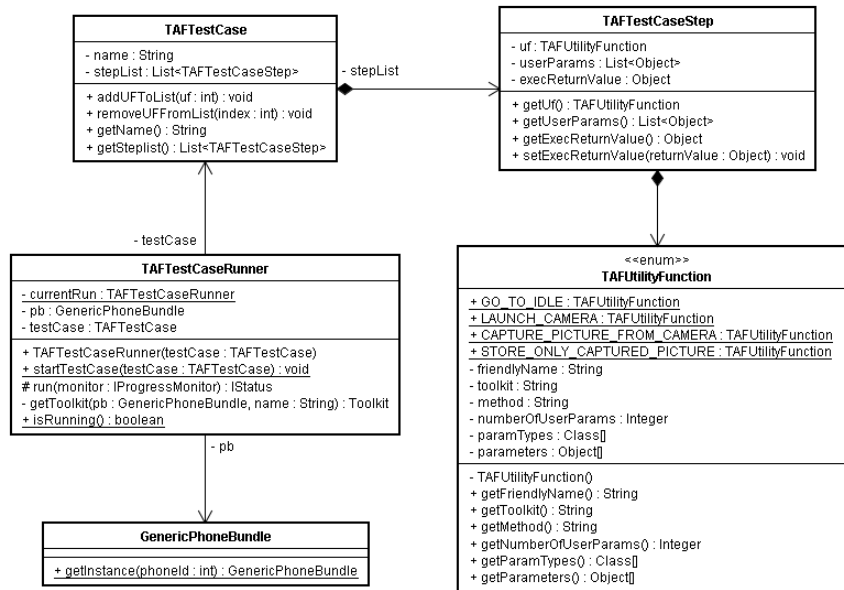 TAFTestCase
- name : String
- stepList : List<TAFTestCaseStep>
+ addUFToList(uf : int) : void
+ removeUFFromList(index : int) : void
+ getName() : String
+ getSteplist() : List<TAFTestCaseStep>
- stepList
TAFTestCaseStep
- uf : TAFUtilityFunction
- userParams : List<Object>
- execReturnValue : Object
+ getUf() : TAFUtilityFunction
+ getUserParams() : List<Object>
+ getExecReturnValue() : Object
+ setExecReturnValue(returnValue : Object) : void
- testCase
TAFTestCaseRunner
- currentRun : TAFTestCaseRunner
- pb : GenericPhoneBundle
- testCase : TAFTestCase
+ TAFTestCaseRunner(testCase : TAFTestCase)
+ startTestCase(testCase : TAFTestCase) : void
# run(monitor : IProgressMonitor) : IStatus
- getToolkit(pb : GenericPhoneBundle, name : String) : Toolkit
+ isRunning() : boolean
- pb
GenericPhoneBundle
+ getInstance(phoneId : int) : GenericPhoneBundle
<<enum>>
TAFUtilityFunction
+ GO_TO_IDLE : TAFUtilityFunction
+ LAUNCH_CAMERA : TAFUtilityFunction
+ CAPTURE_PICTURE_FROM_CAMERA : TAFUtilityFunction
+ STORE_ONLY_CAPTURED_PICTURE : TAFUtilityFunction
- friendlyName : String
- toolkit : String
- method : String
- numberOfUserParams : Integer
- paramTypes : Class[]
- parameters : Object[]
- TAFUtilityFunction()
+ getFriendlyName() : String
+ getToolkit() : String
+ getMethod() : String
+ getNumberOfUserParams() : Integer
+ getParamTypes() : Class[]
+ getParameters() : Object[]